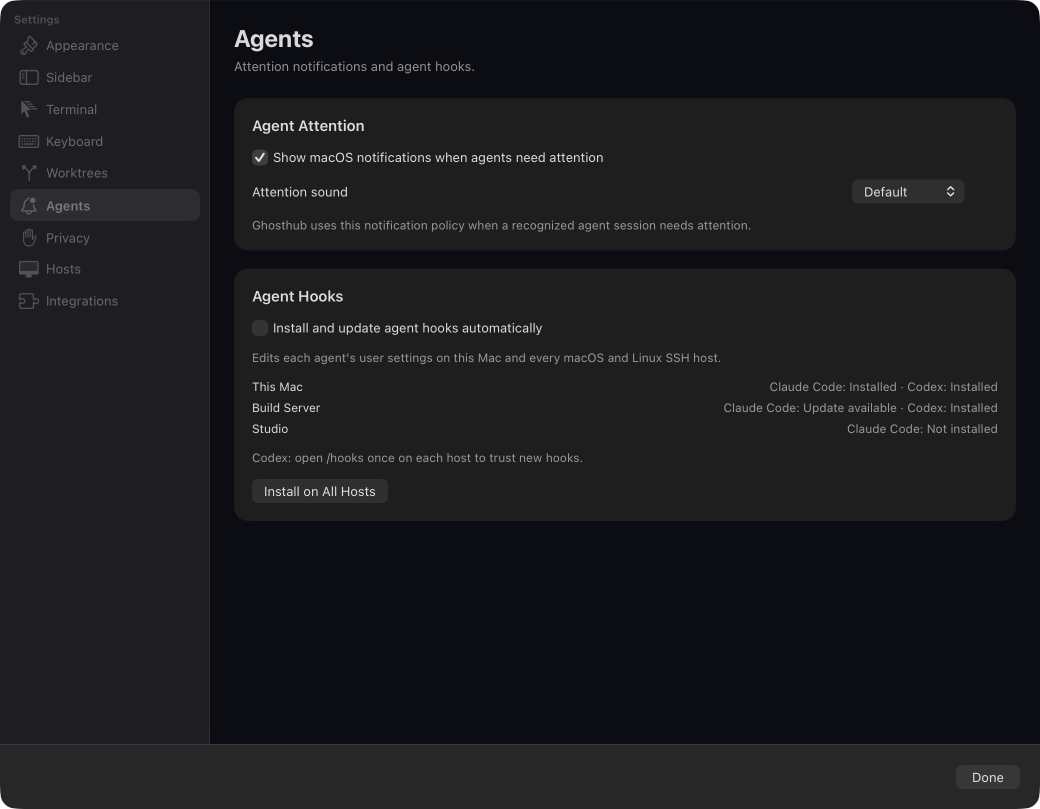 Settings
Appearance
Sidebar
Terminal
Keyboard
Worktrees
Agents
Privacy
Hosts
Integrations
Agents
Attention notifications and agent hooks.
Agent Attention
Show macOS notifications when agents need attention
Attention sound
Default
Ghosthub uses this notification policy when a recognized agent session needs attention.
Agent Hooks
Install and update agent hooks automatically
Edits each agent's user settings on this Mac and every macOS and Linux SSH host.
This Mac Claude Code: Installed · Codex: Installed
Build Server Claude Code: Update available · Codex: Installed
Studio Claude Code: Not installed
Codex: open /hooks once on each host to trust new hooks.
Install on All Hosts
Done